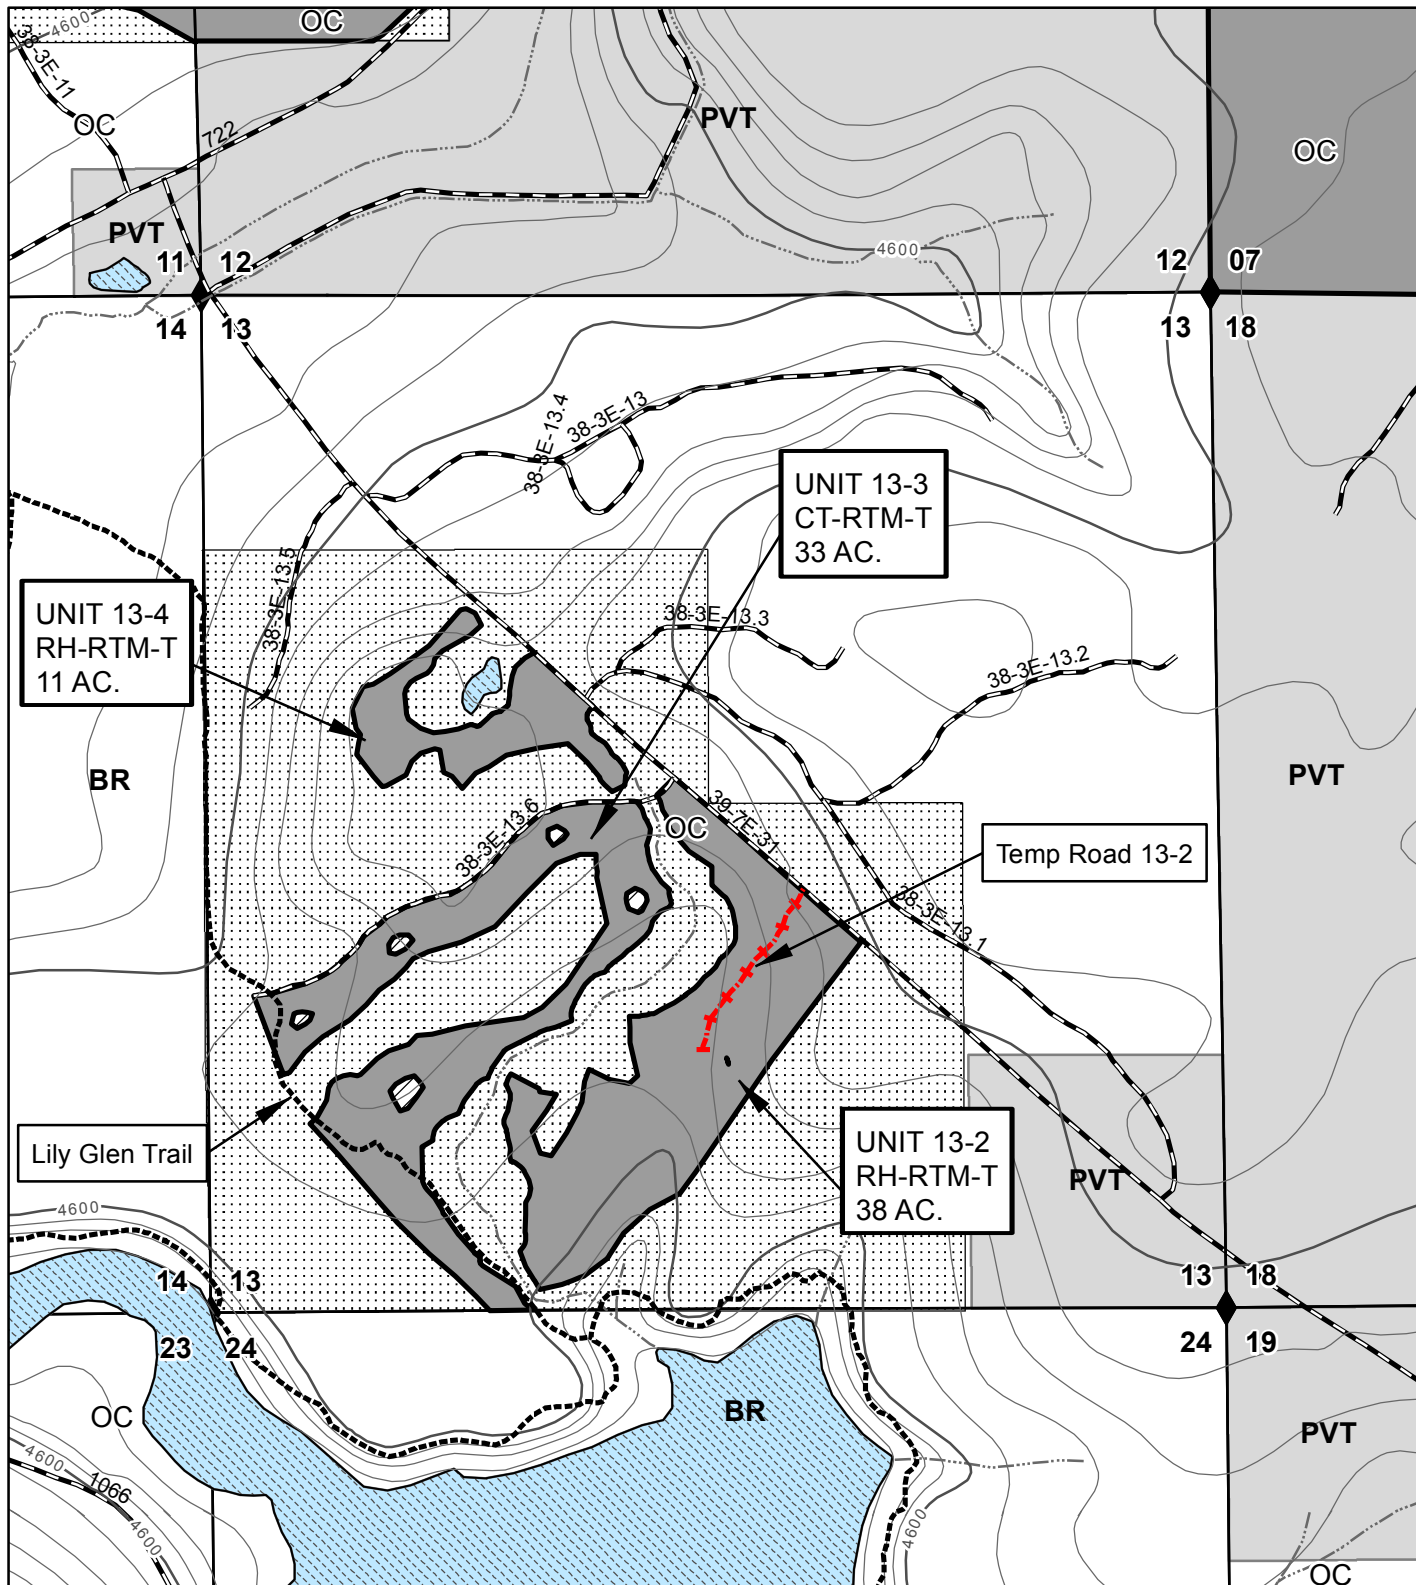 4600
OC
38-3E-11
OC
722
PVT
OC
PVT
11
12
4600
12
07
14
13
13
18
38-3E-13.4
38-3E-13
UNIT 13-3
CT-RTM-T
33 AC.
38-3E-13.5
UNIT 13-4
RH-RTM-T
11 AC.
38-3E-13.3
38-3E-13.2
BR
PVT
39-7E-31
38-3E-13.6
OC
Temp Road 13-2
38-3E-13.1
Lily Glen Trail
UNIT 13-2
RH-RTM-T
38 AC.
PVT
4600
14
13
13
18
23
24
24
19
OC
BR
PVT
4600
1066
4600
4600
OC